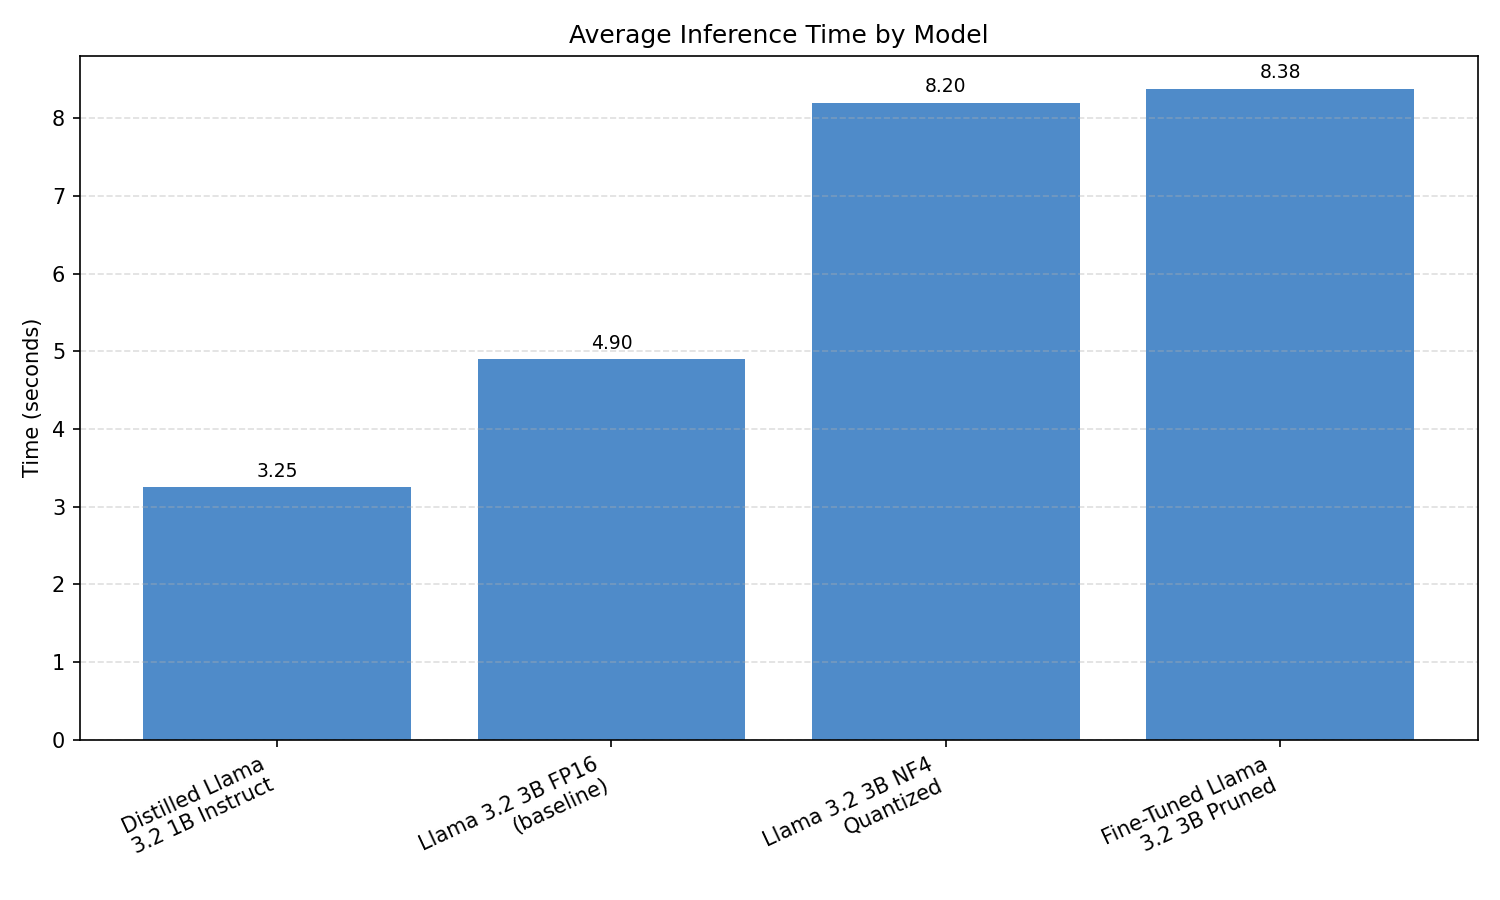 Average Inference Time by Model
Time (seconds)
8
7
6
5
4
3
2
1
0
3.25
4.90
8.20
8.38
Distilled Llama
3.2 1B Instruct
Llama 3.2 3B FP16
(baseline)
Llama 3.2 3B NF4
Quantized
Fine-Tuned Llama
3.2 3B Pruned